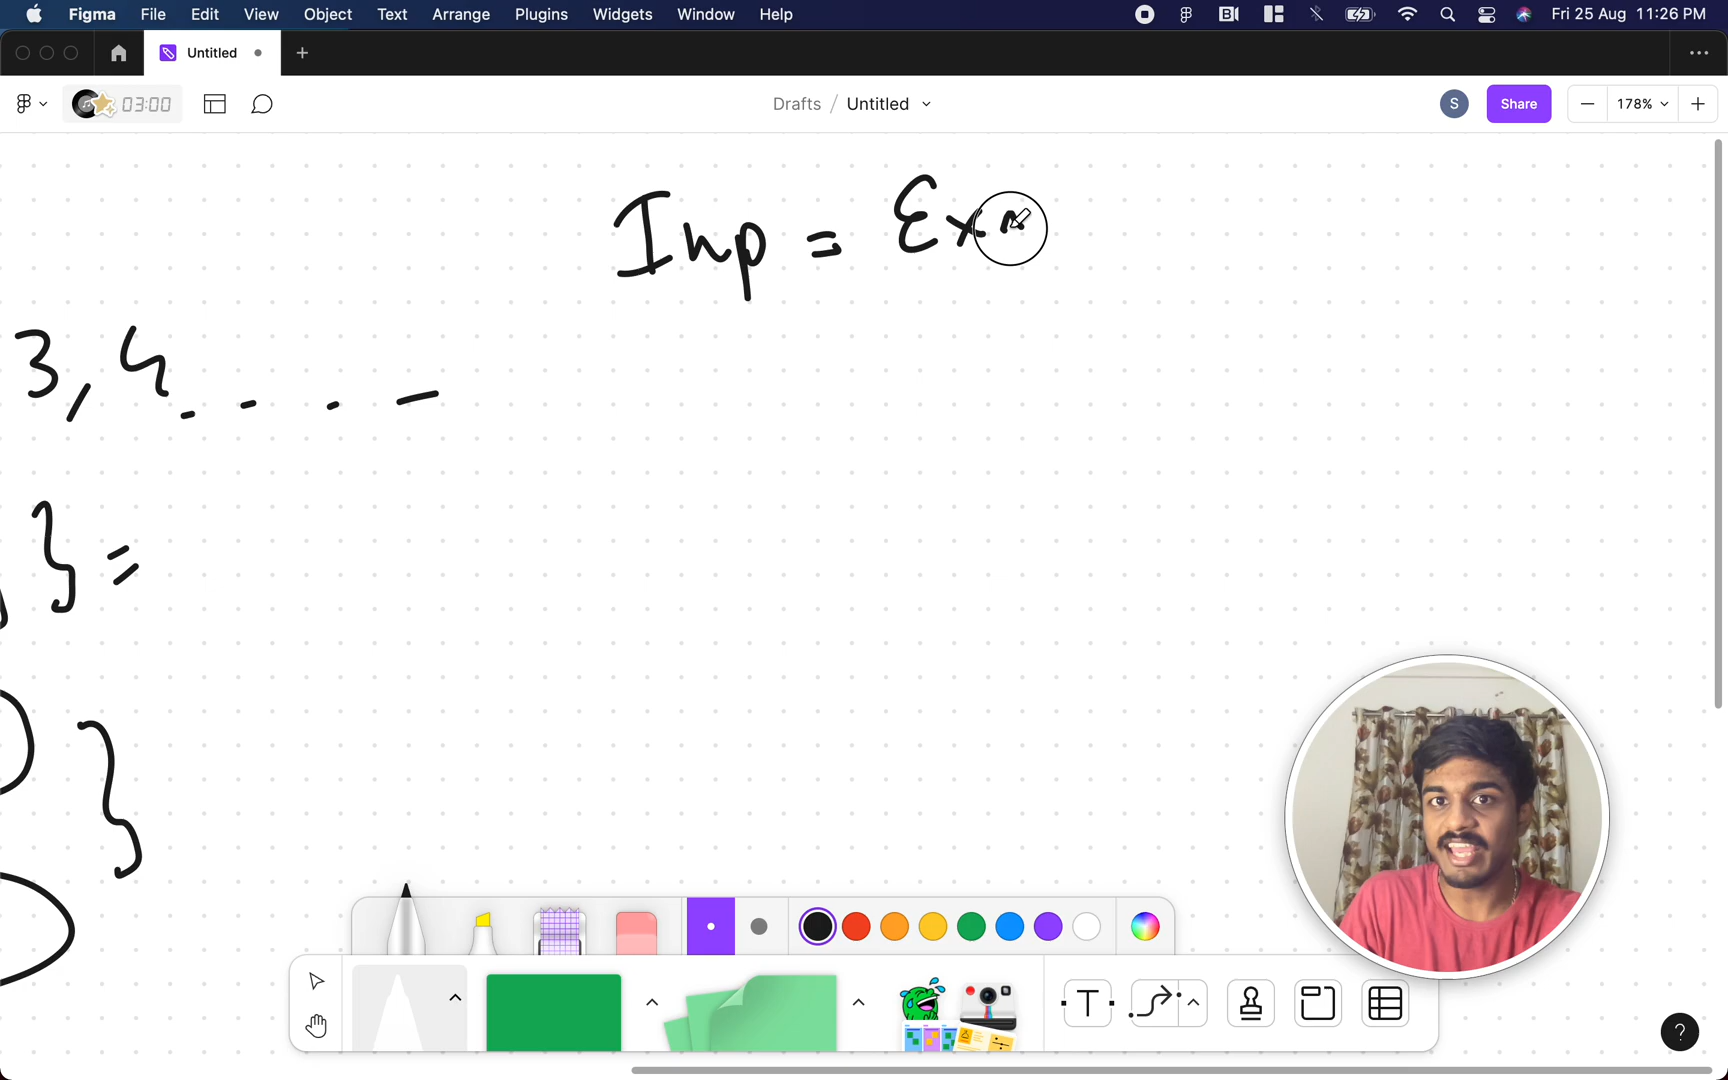 Figma File Edit View Object Text Arrange Plugins Widgets Window Help Fri 25 Aug 11:26 PM
Untitled
03:00 Drafts / Untitled S Share 178%
Inp = Ex
3, 4 . . . . –
} =
}
T
?